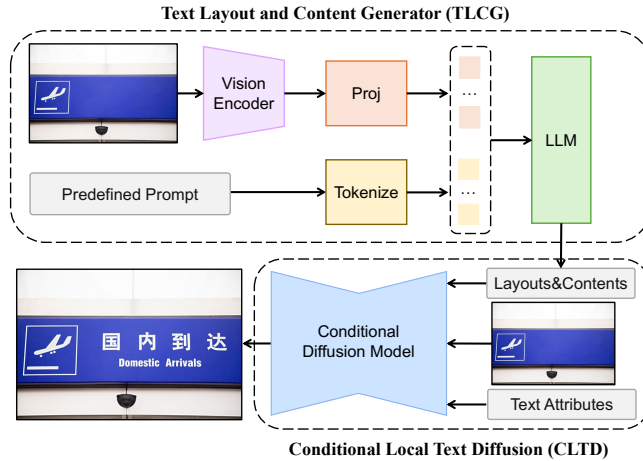 Text Layout and Content Generator (TLCG)
Vision
Encoder
Proj
...
LLM
Predefined Prompt
Tokenize
...
Layouts&Contents
国内到达
Domestic Arrivals
Conditional
Diffusion Model
Text Attributes
Conditional Local Text Diffusion (CLTD)